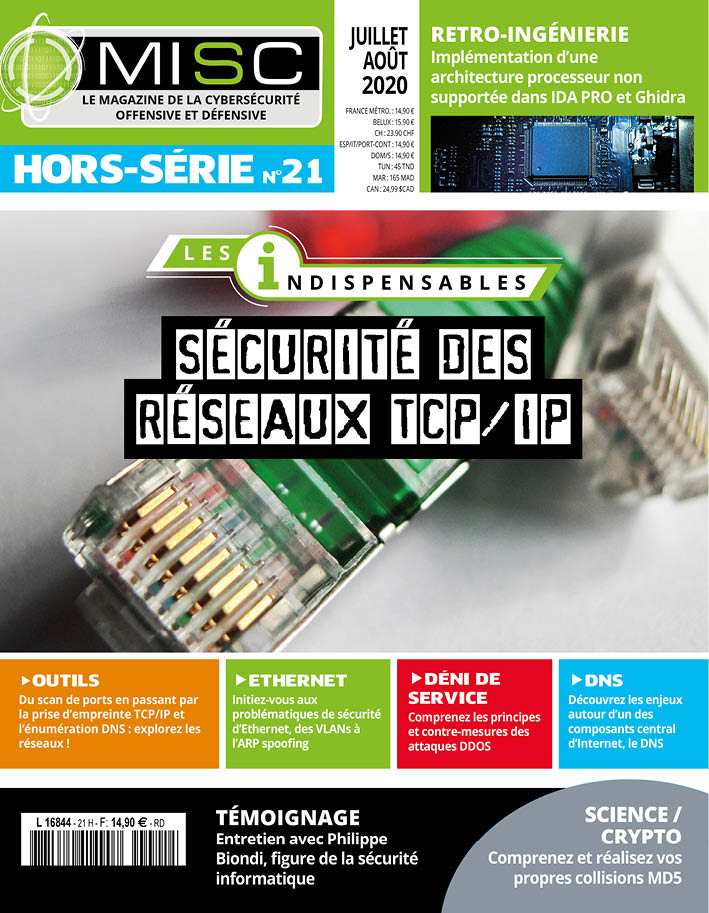 MISC
LE MAGAZINE DE LA CYBERSÉCURITÉ
OFFENSIVE ET DÉFENSIVE
HORS-SÉRIE N°21
JUILLET
AOÛT
2020
FRANCE MÉTRO. : 14,90 €
BELUX : 15,90 €
CH : 23.90 CHF
ESP/IT/PORT-CONT : 14,90 €
DOM/S : 14,90 €
TUN : 45 TND
MAR : 165 MAD
CAN : 24,99 $CAD
RETRO-INGÉNIERIE
Implémentation d'une
architecture processeur non
supportée dans IDA PRO et Ghidra
LES iNDISPENSABLES
SÉCURITÉ DES
RÉSEAUX TCP/IP
OUTILS
Du scan de ports en passant par
la prise d'empreinte TCP/IP et
l'énumération DNS : explorez les
réseaux !
ETHERNET
Initiez-vous aux
problématiques de sécurité
d'Ethernet, des VLANs à
l'ARP spoofing
DÉNI DE
SERVICE
Comprenez les principes
et contre-mesures des
attaques DDOS
DNS
Découvrez les enjeux
autour d'un des
composants central
d'Internet, le DNS
L 16844 - 21 H - F: 14,90 € - RD
TÉMOIGNAGE
Entretien avec Philippe
Biondi, figure de la sécurité
informatique
SCIENCE /
CRYPTO
Comprenez et réalisez vos
propres collisions MD5